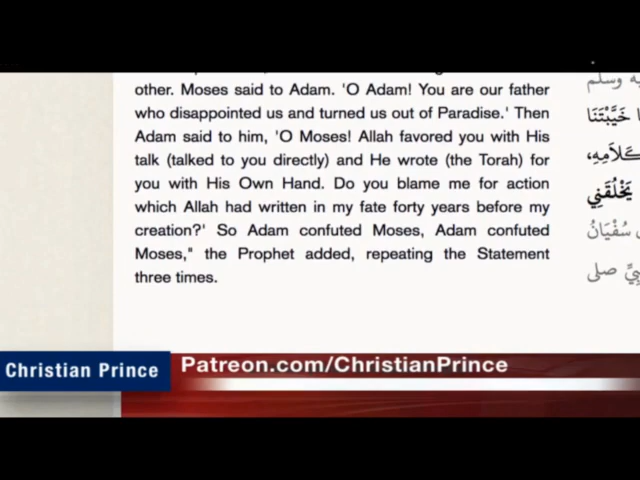 other. Moses said to Adam. 'O Adam! You are our father
who disappointed us and turned us out of Paradise.' Then
Adam said to him, 'O Moses! Allah favored you with His
talk (talked to you directly) and He wrote (the Torah) for
you with His Own Hand. Do you blame me for action
which Allah had written in my fate forty years before my
creation?' So Adam confuted Moses, Adam confuted
Moses," the Prophet added, repeating the Statement
three times.
وسلم
خَيَّبْتَنَا
يَخْلُقَنِي
سُفْيَانُ
صلى
Christian Prince
Patreon.com/ChristianPrince